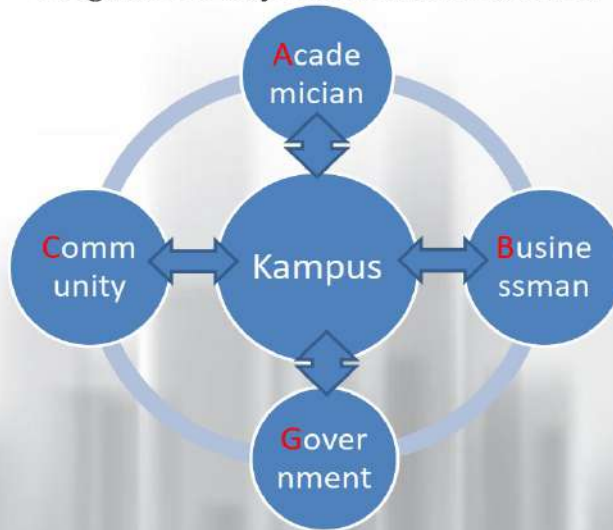 Acade
mician
Comm
unity
Kampus
Busine
ssman
Gover
nment